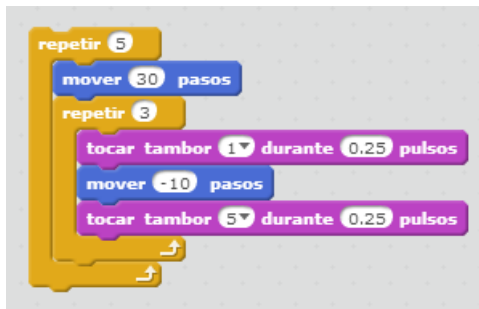 repetir 5
mover 30 pasos
repetir 3
tocar tambor 1 durante 0.25 pulsos
mover -10 pasos
tocar tambor 5 durante 0.25 pulsos